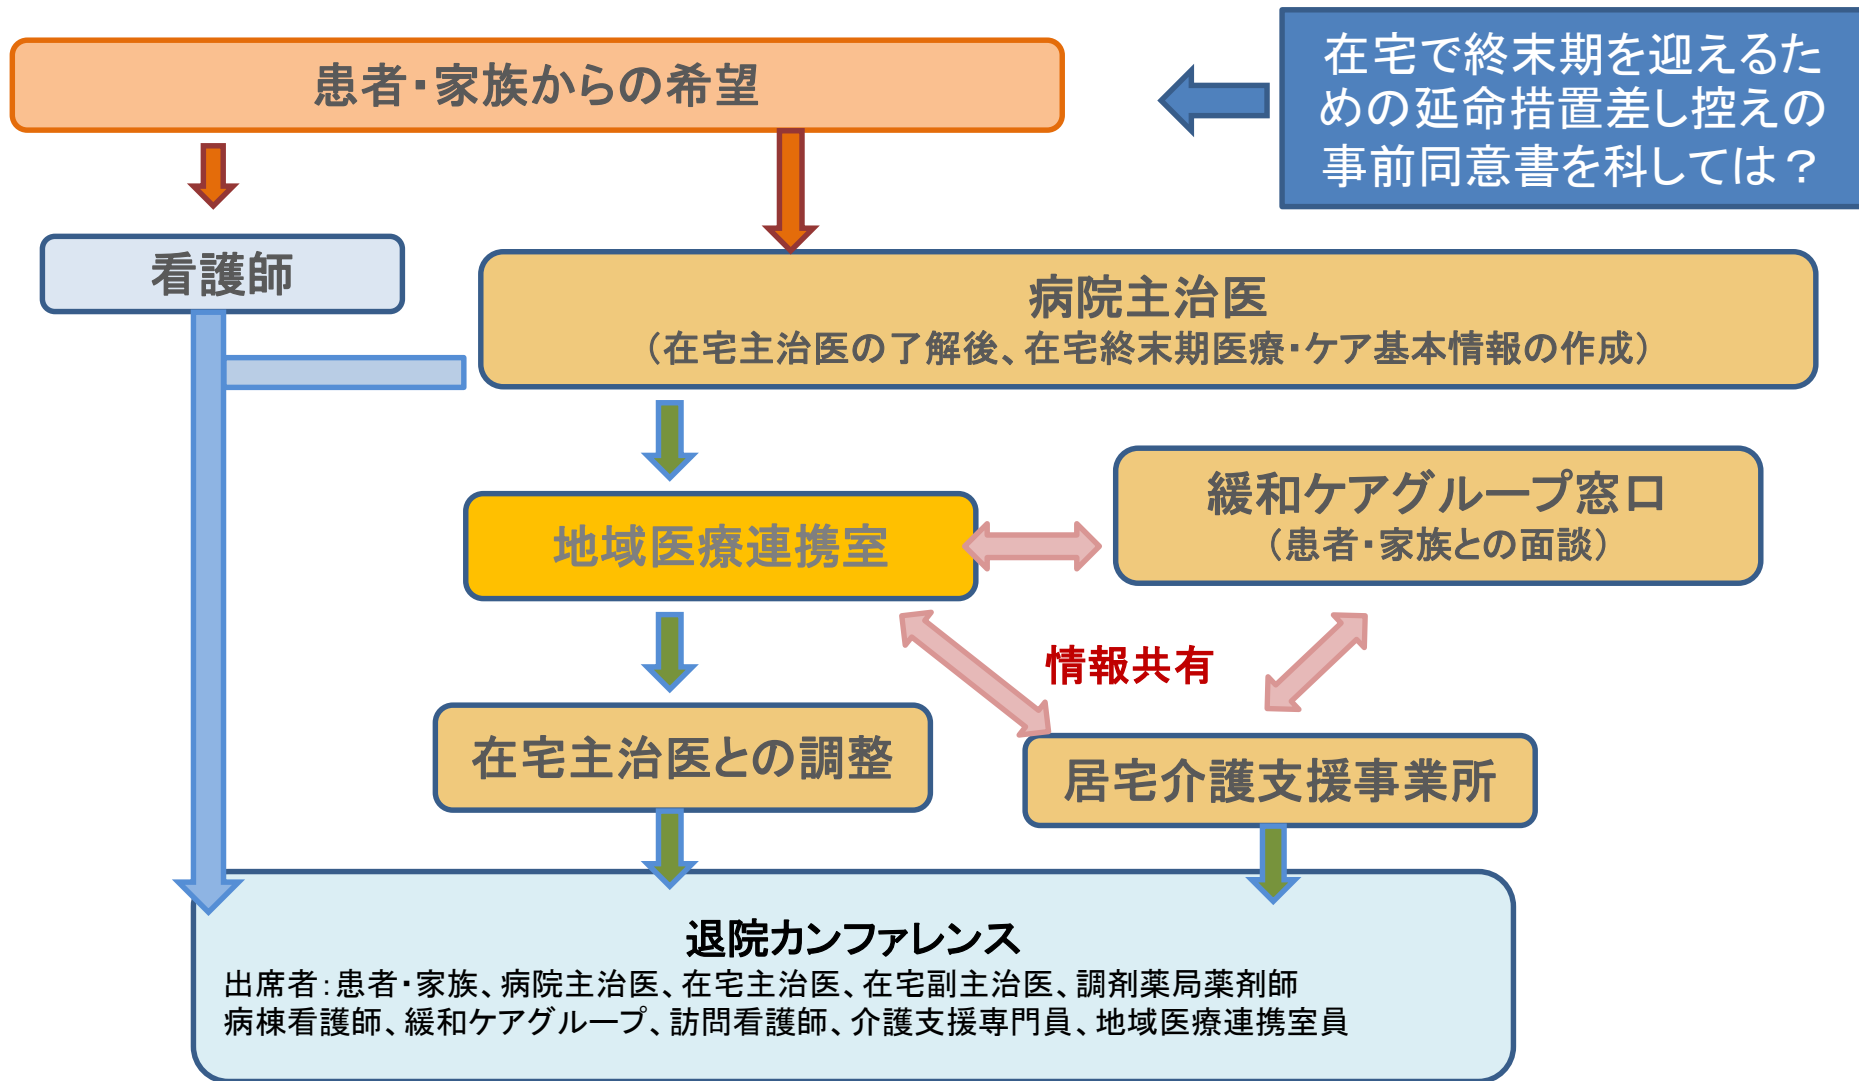 患者・家族からの希望
在宅で終末期を迎えるた
めの延命措置差し控えの
事前同意書を科しては？
看護師
病院主治医
（在宅主治医の了解後、在宅終末期医療・ケア基本情報の作成）
緩和ケアグループ窓口
（患者・家族との面談）
地域医療連携室
情報共有
在宅主治医との調整
居宅介護支援事業所
退院カンファレンス
出席者：患者・家族、病院主治医、在宅主治医、在宅副主治医、調剤薬局薬剤師
病棟看護師、緩和ケアグループ、訪問看護師、介護支援専門員、地域医療連携室員